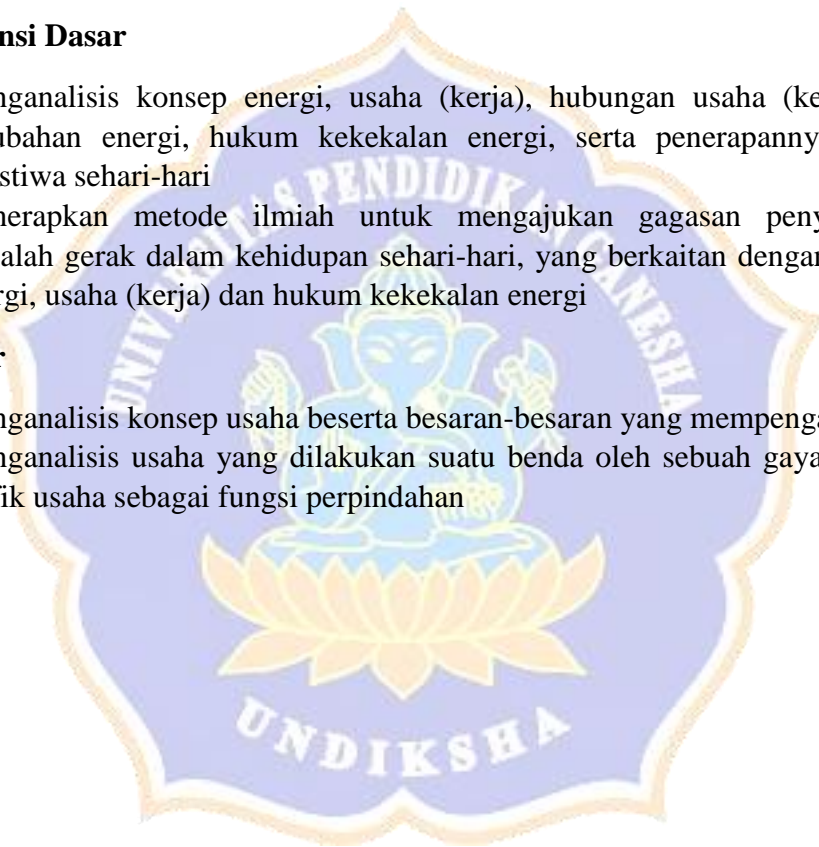 nsi Dasar
nganalisis konsep energi, usaha (kerja), hubungan usaha (ke
ubahan energi, hukum kekekalan energi, serta penerapanny
stiwa sehari-hari
nerapkan metode ilmiah untuk mengajukan gagasan peny
alah gerak dalam kehidupan sehari-hari, yang berkaitan dengan
rgi, usaha (kerja) dan hukum kekekalan energi
r
nganalisis konsep usaha beserta besaran-besaran yang mempenga
nganalisis usaha yang dilakukan suatu benda oleh sebuah gaya
fik usaha sebagai fungsi perpindahan
UNIVERSITAS PENDIDIKAN GANESHA
UNDIKSHA